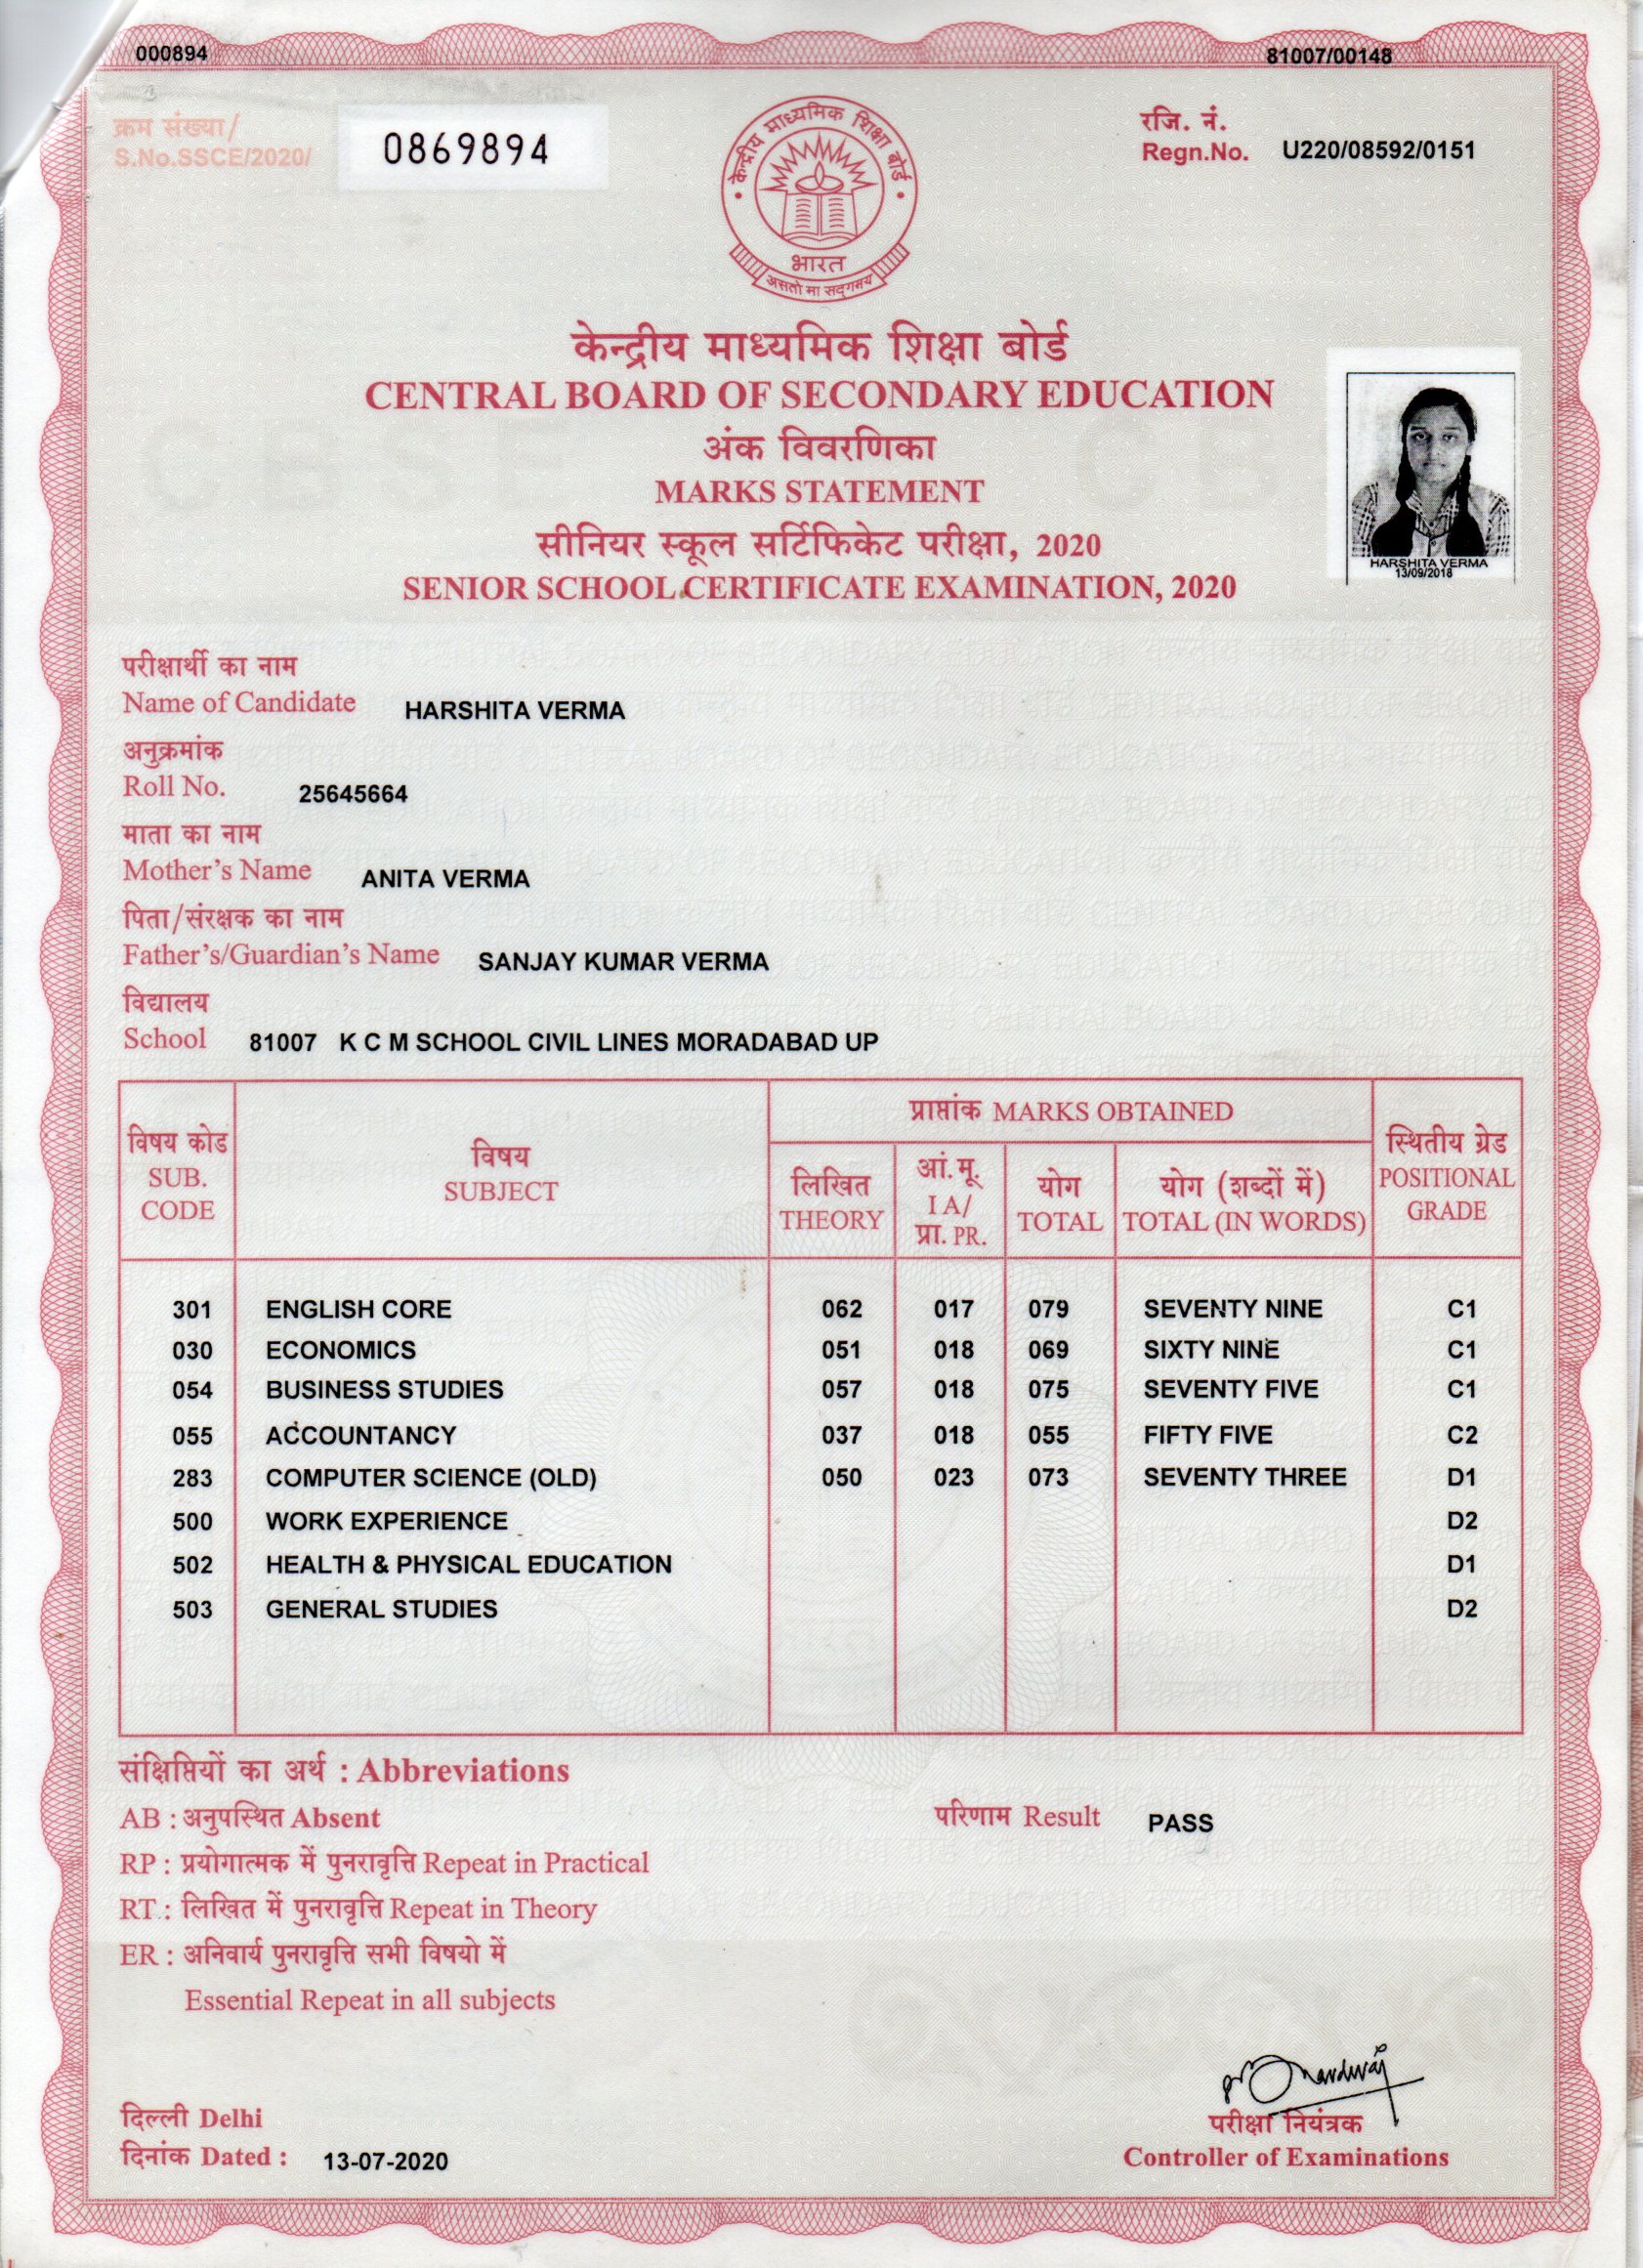 000894
81007/00148
क्रम संख्या/
S.No.SSCE/2020/
0869894
रजि. नं.
Regn.No. U220/08592/0151
केन्द्रीय माध्यमिक शिक्षा बोर्ड
भारत
असतो मा सद्गमय
केन्द्रीय माध्यमिक शिक्षा बोर्ड
CENTRAL BOARD OF SECONDARY EDUCATION
अंक विवरणिका
MARKS STATEMENT
सीनियर स्कूल सर्टिफिकेट परीक्षा, 2020
SENIOR SCHOOL CERTIFICATE EXAMINATION, 2020
HARSHITA VERMA
13/09/2018
परीक्षार्थी का नाम
Name of Candidate HARSHITA VERMA
अनुक्रमांक
Roll No. 25645664
माता का नाम
Mother's Name ANITA VERMA
पिता/संरक्षक का नाम
Father's/Guardian's Name SANJAY KUMAR VERMA
विद्यालय
School 81007 K C M SCHOOL CIVIL LINES MORADABAD UP
विषय कोड
SUB.
CODE
विषय
SUBJECT
प्राप्तांक MARKS OBTAINED
लिखित
THEORY
आं.मू.
I A/
प्रा. PR.
योग
TOTAL
योग (शब्दों में)
TOTAL (IN WORDS)
स्थितीय ग्रेड
POSITIONAL
GRADE
301 ENGLISH CORE 062 017 079 SEVENTY NINE C1
030 ECONOMICS 051 018 069 SIXTY NINE C1
054 BUSINESS STUDIES 057 018 075 SEVENTY FIVE C1
055 ACCOUNTANCY 037 018 055 FIFTY FIVE C2
283 COMPUTER SCIENCE (OLD) 050 023 073 SEVENTY THREE D1
500 WORK EXPERIENCE D2
502 HEALTH & PHYSICAL EDUCATION D1
503 GENERAL STUDIES D2
संक्षिप्तियों का अर्थ : Abbreviations
AB : अनुपस्थित Absent
परिणाम Result PASS
RP : प्रयोगात्मक में पुनरावृत्ति Repeat in Practical
RT : लिखित में पुनरावृत्ति Repeat in Theory
ER : अनिवार्य पुनरावृत्ति सभी विषयो में
Essential Repeat in all subjects
दिल्ली Delhi
दिनांक Dated : 13-07-2020
परीक्षा नियंत्रक
Controller of Examinations